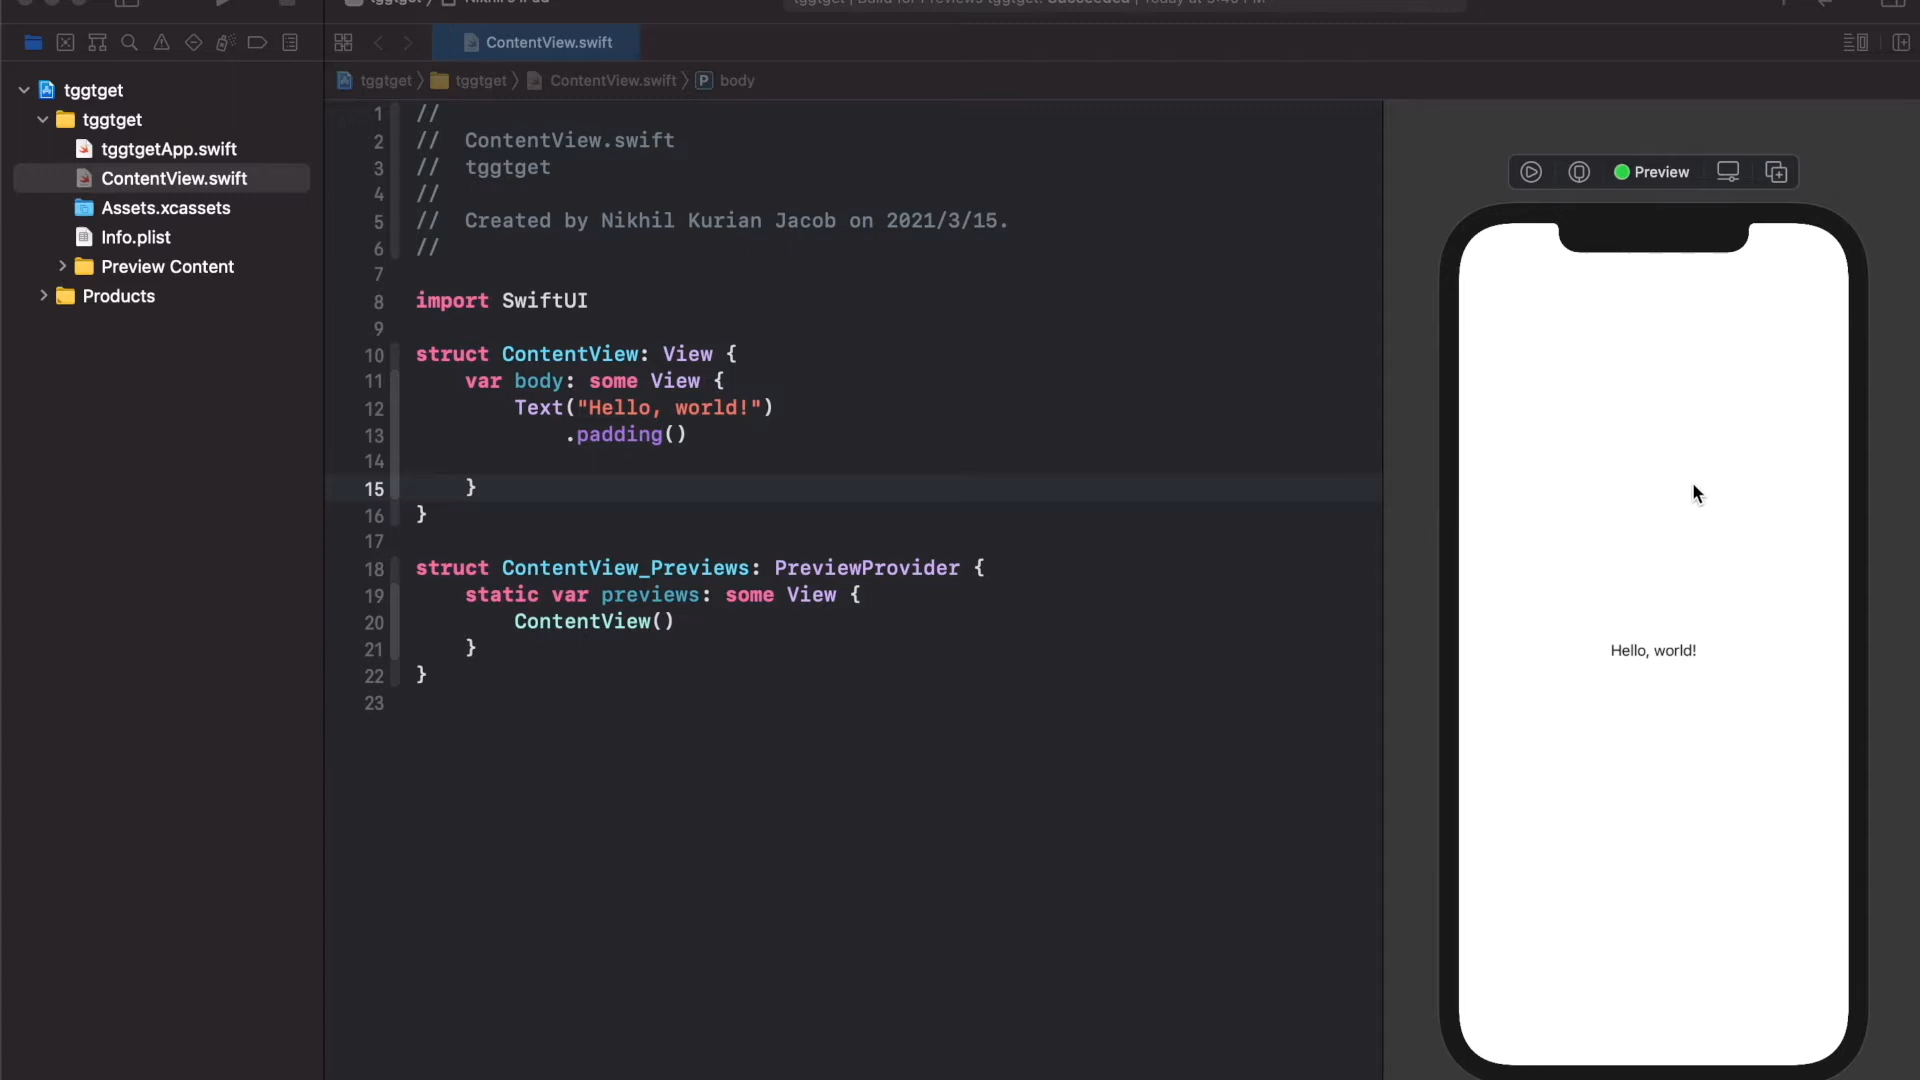 ContentView.swift
tggtget
tggtget
ContentView.swift
body
tggtget
tggtget
tggtgetApp.swift
ContentView.swift
Assets.xcassets
Info.plist
Preview Content
Products
1 //
2 // ContentView.swift
3 // tggtget
4 //
5 // Created by Nikhil Kurian Jacob on 2021/3/15.
6 //
7
8 import SwiftUI
9
10 struct ContentView: View {
11 var body: some View {
12 Text("Hello, world!")
13 .padding()
14
15 }
16 }
17
18 struct ContentView_Previews: PreviewProvider {
19 static var previews: some View {
20 ContentView()
21 }
22 }
23
Preview
Hello, world!